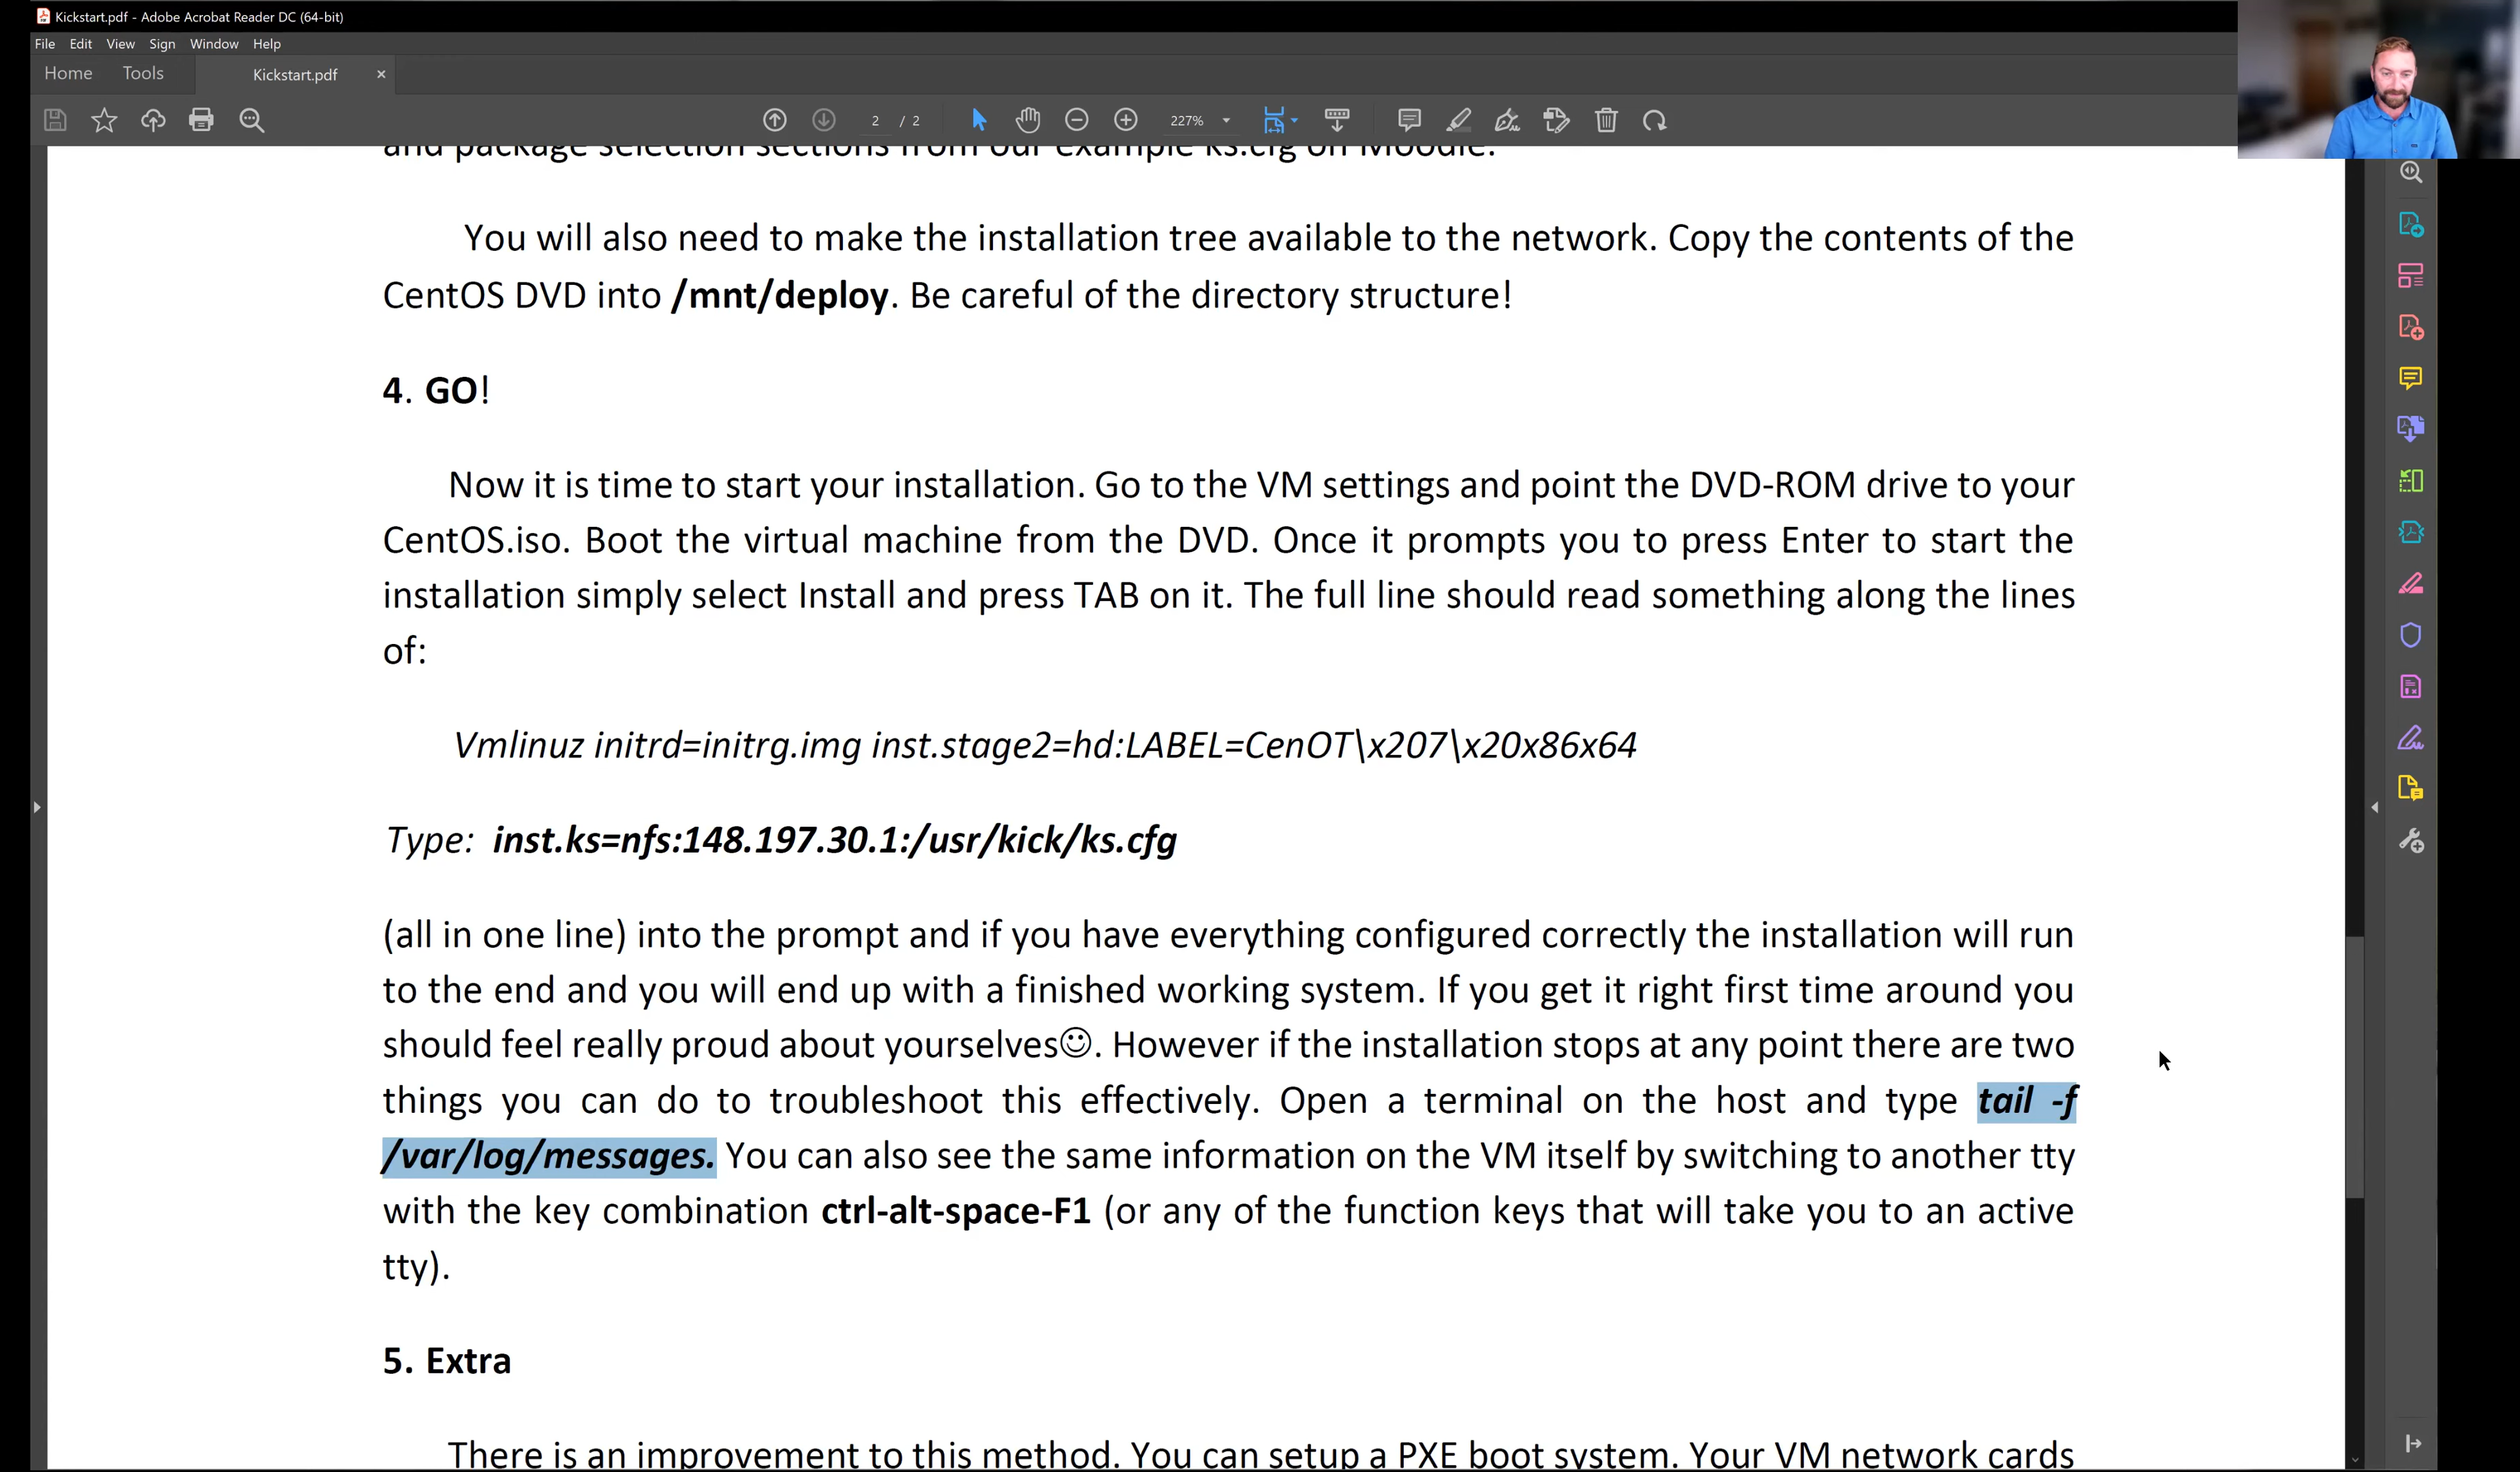 Kickstart.pdf - Adobe Acrobat Reader DC (64-bit)
File Edit View Sign Window Help
Home Tools Kickstart.pdf
2 / 2 227%
and package selection sections from our example ks.cfg on Moodle.
You will also need to make the installation tree available to the network. Copy the contents of the
CentOS DVD into /mnt/deploy. Be careful of the directory structure!
4. GO!
Now it is time to start your installation. Go to the VM settings and point the DVD-ROM drive to your
CentOS.iso. Boot the virtual machine from the DVD. Once it prompts you to press Enter to start the
installation simply select Install and press TAB on it. The full line should read something along the lines
of:
Vmlinuz initrd=initrg.img inst.stage2=hd:LABEL=CenOT\x207\x20x86x64
Type: inst.ks=nfs:148.197.30.1:/usr/kick/ks.cfg
(all in one line) into the prompt and if you have everything configured correctly the installation will run
to the end and you will end up with a finished working system. If you get it right first time around you
should feel really proud about yourselves☺. However if the installation stops at any point there are two
things you can do to troubleshoot this effectively. Open a terminal on the host and type tail -f
/var/log/messages. You can also see the same information on the VM itself by switching to another tty
with the key combination ctrl-alt-space-F1 (or any of the function keys that will take you to an active
tty).
5. Extra
There is an improvement to this method. You can setup a PXE boot system. Your VM network cards